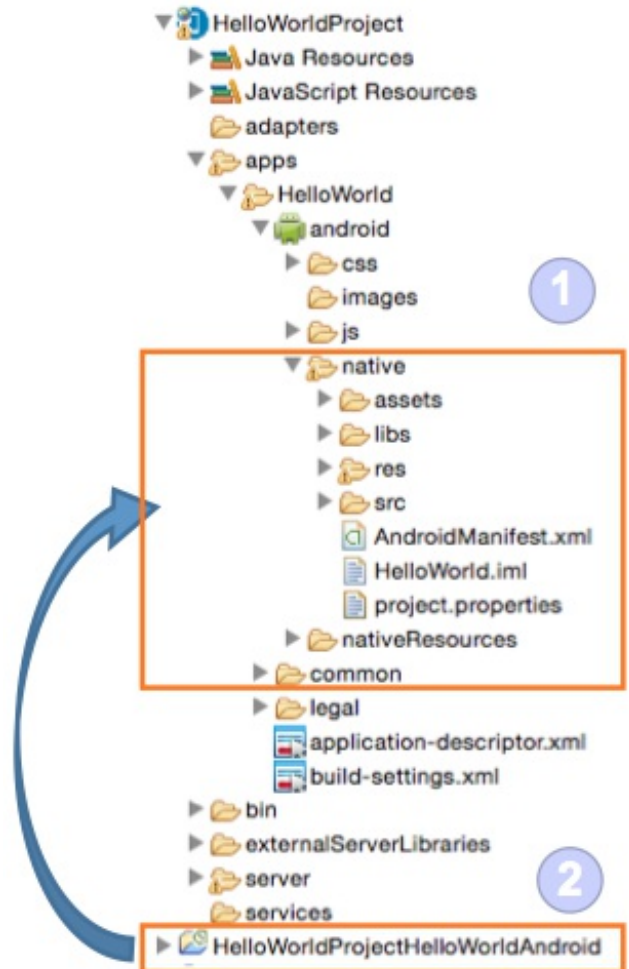 HelloWorldProject
Java Resources
JavaScript Resources
adapters
apps
HelloWorld
android
css
images
1
js
native
assets
libs
res
src
AndroidManifest.xml
HelloWorld.iml
project.properties
nativeResources
common
legal
application-descriptor.xml
build-settings.xml
bin
externalServerLibraries
server
2
services
HelloWorldProjectHelloWorldAndroid